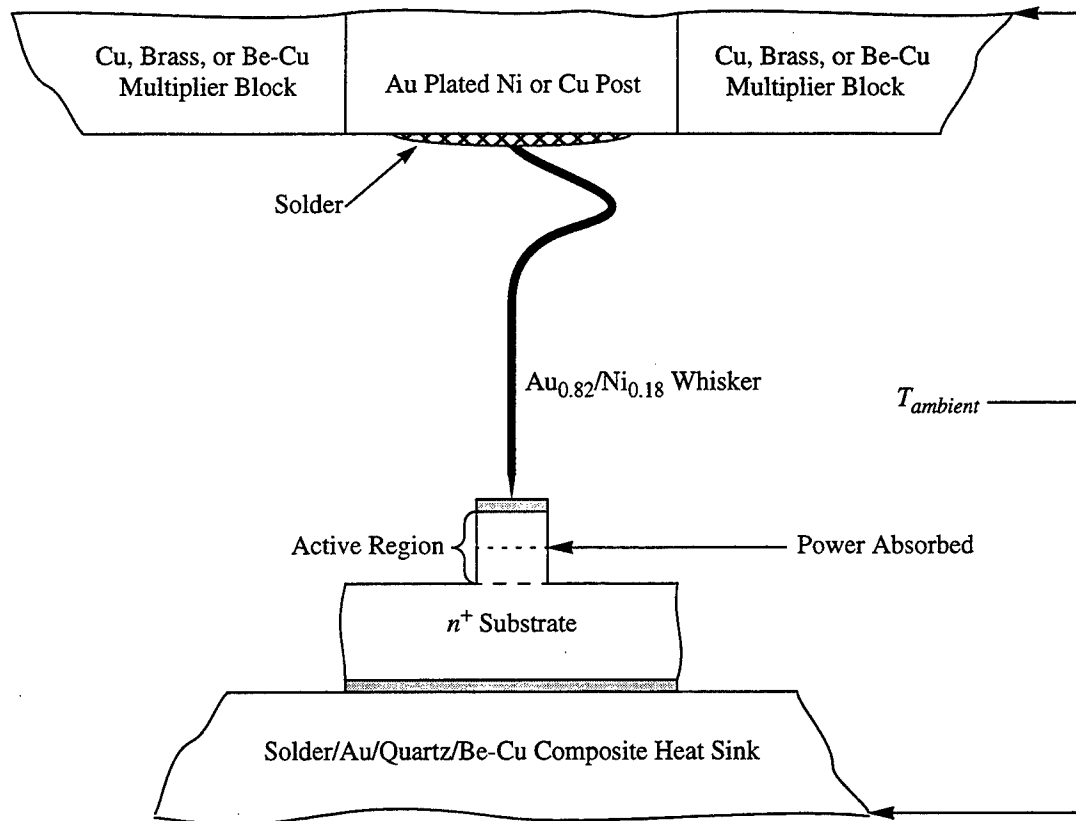 Cu, Brass, or Be-Cu
Multiplier Block
Au Plated Ni or Cu Post
Cu, Brass, or Be-Cu
Multiplier Block
Solder
Au0.82/Ni0.18 Whisker
Tambient
Active Region
Power Absorbed
n+ Substrate
Solder/Au/Quartz/Be-Cu Composite Heat Sink